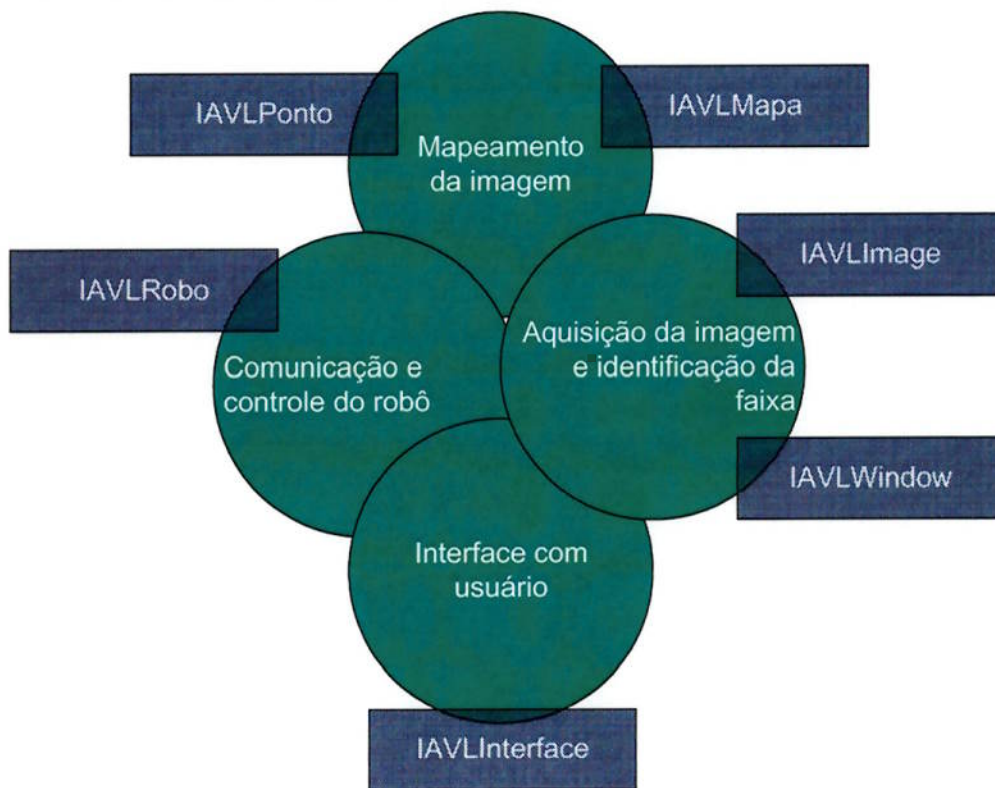 IAVLPonto
IAVLMapa
Mapeamento
da imagem
IAVLImage
IAVLRobo
Aquisição da imagem
e identificação da
faixa
Comunicação e
controle do robô
IAVLWindow
Interface com
usuário
IAVLInterface